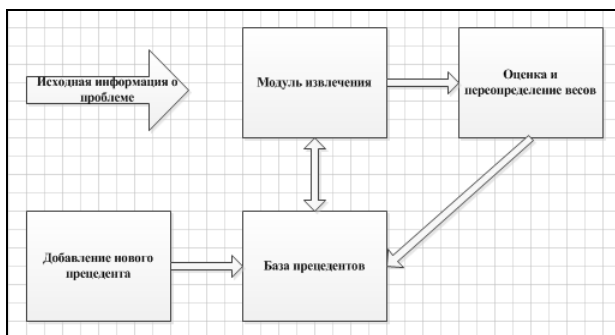 Исходная информация о
проблеме
Модуль извлечения
Оценка и
переопределение весов
Добавление нового
прецедента
База прецедентов